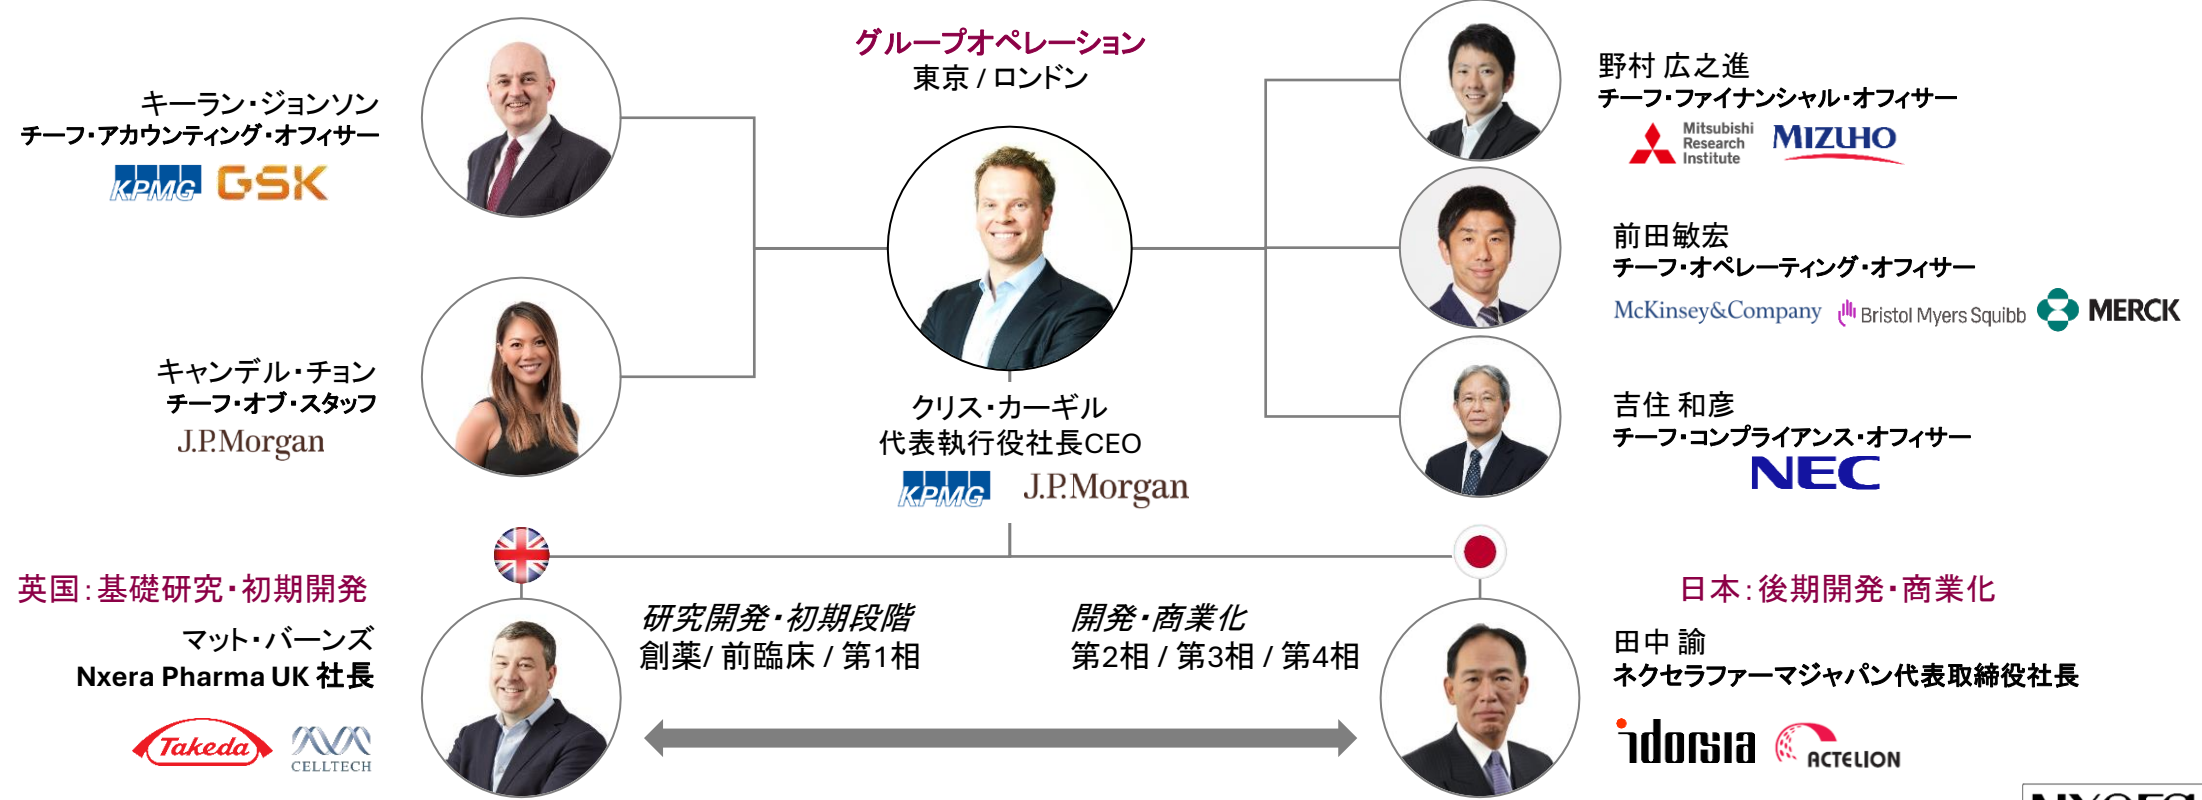 グループオペレーション
東京 / ロンドン
キーラン・ジョンソン
チーフ・アカウンティング・オフィサー
KPMG GSK
キャンデル・チョン
チーフ・オブ・スタッフ
J.P.Morgan
クリス・カーギル
代表執行役社長CEO
KPMG J.P.Morgan
野村 広之進
チーフ・ファイナンシャル・オフィサー
Mitsubishi
Research
Institute
MIZUHO
前田敏宏
チーフ・オペレーティング・オフィサー
McKinsey&Company Bristol Myers Squibb MERCK
吉住 和彦
チーフ・コンプライアンス・オフィサー
NEC
英国：基礎研究・初期開発
マット・バーンズ
Nxera Pharma UK 社長
Takeda CELLTECH
研究開発・初期段階
創薬/ 前臨床 / 第1相
開発・商業化
第2相 / 第3相 / 第4相
日本：後期開発・商業化
田中 諭
ネクセラファーマジャパン代表取締役社長
idorsia ACTELION